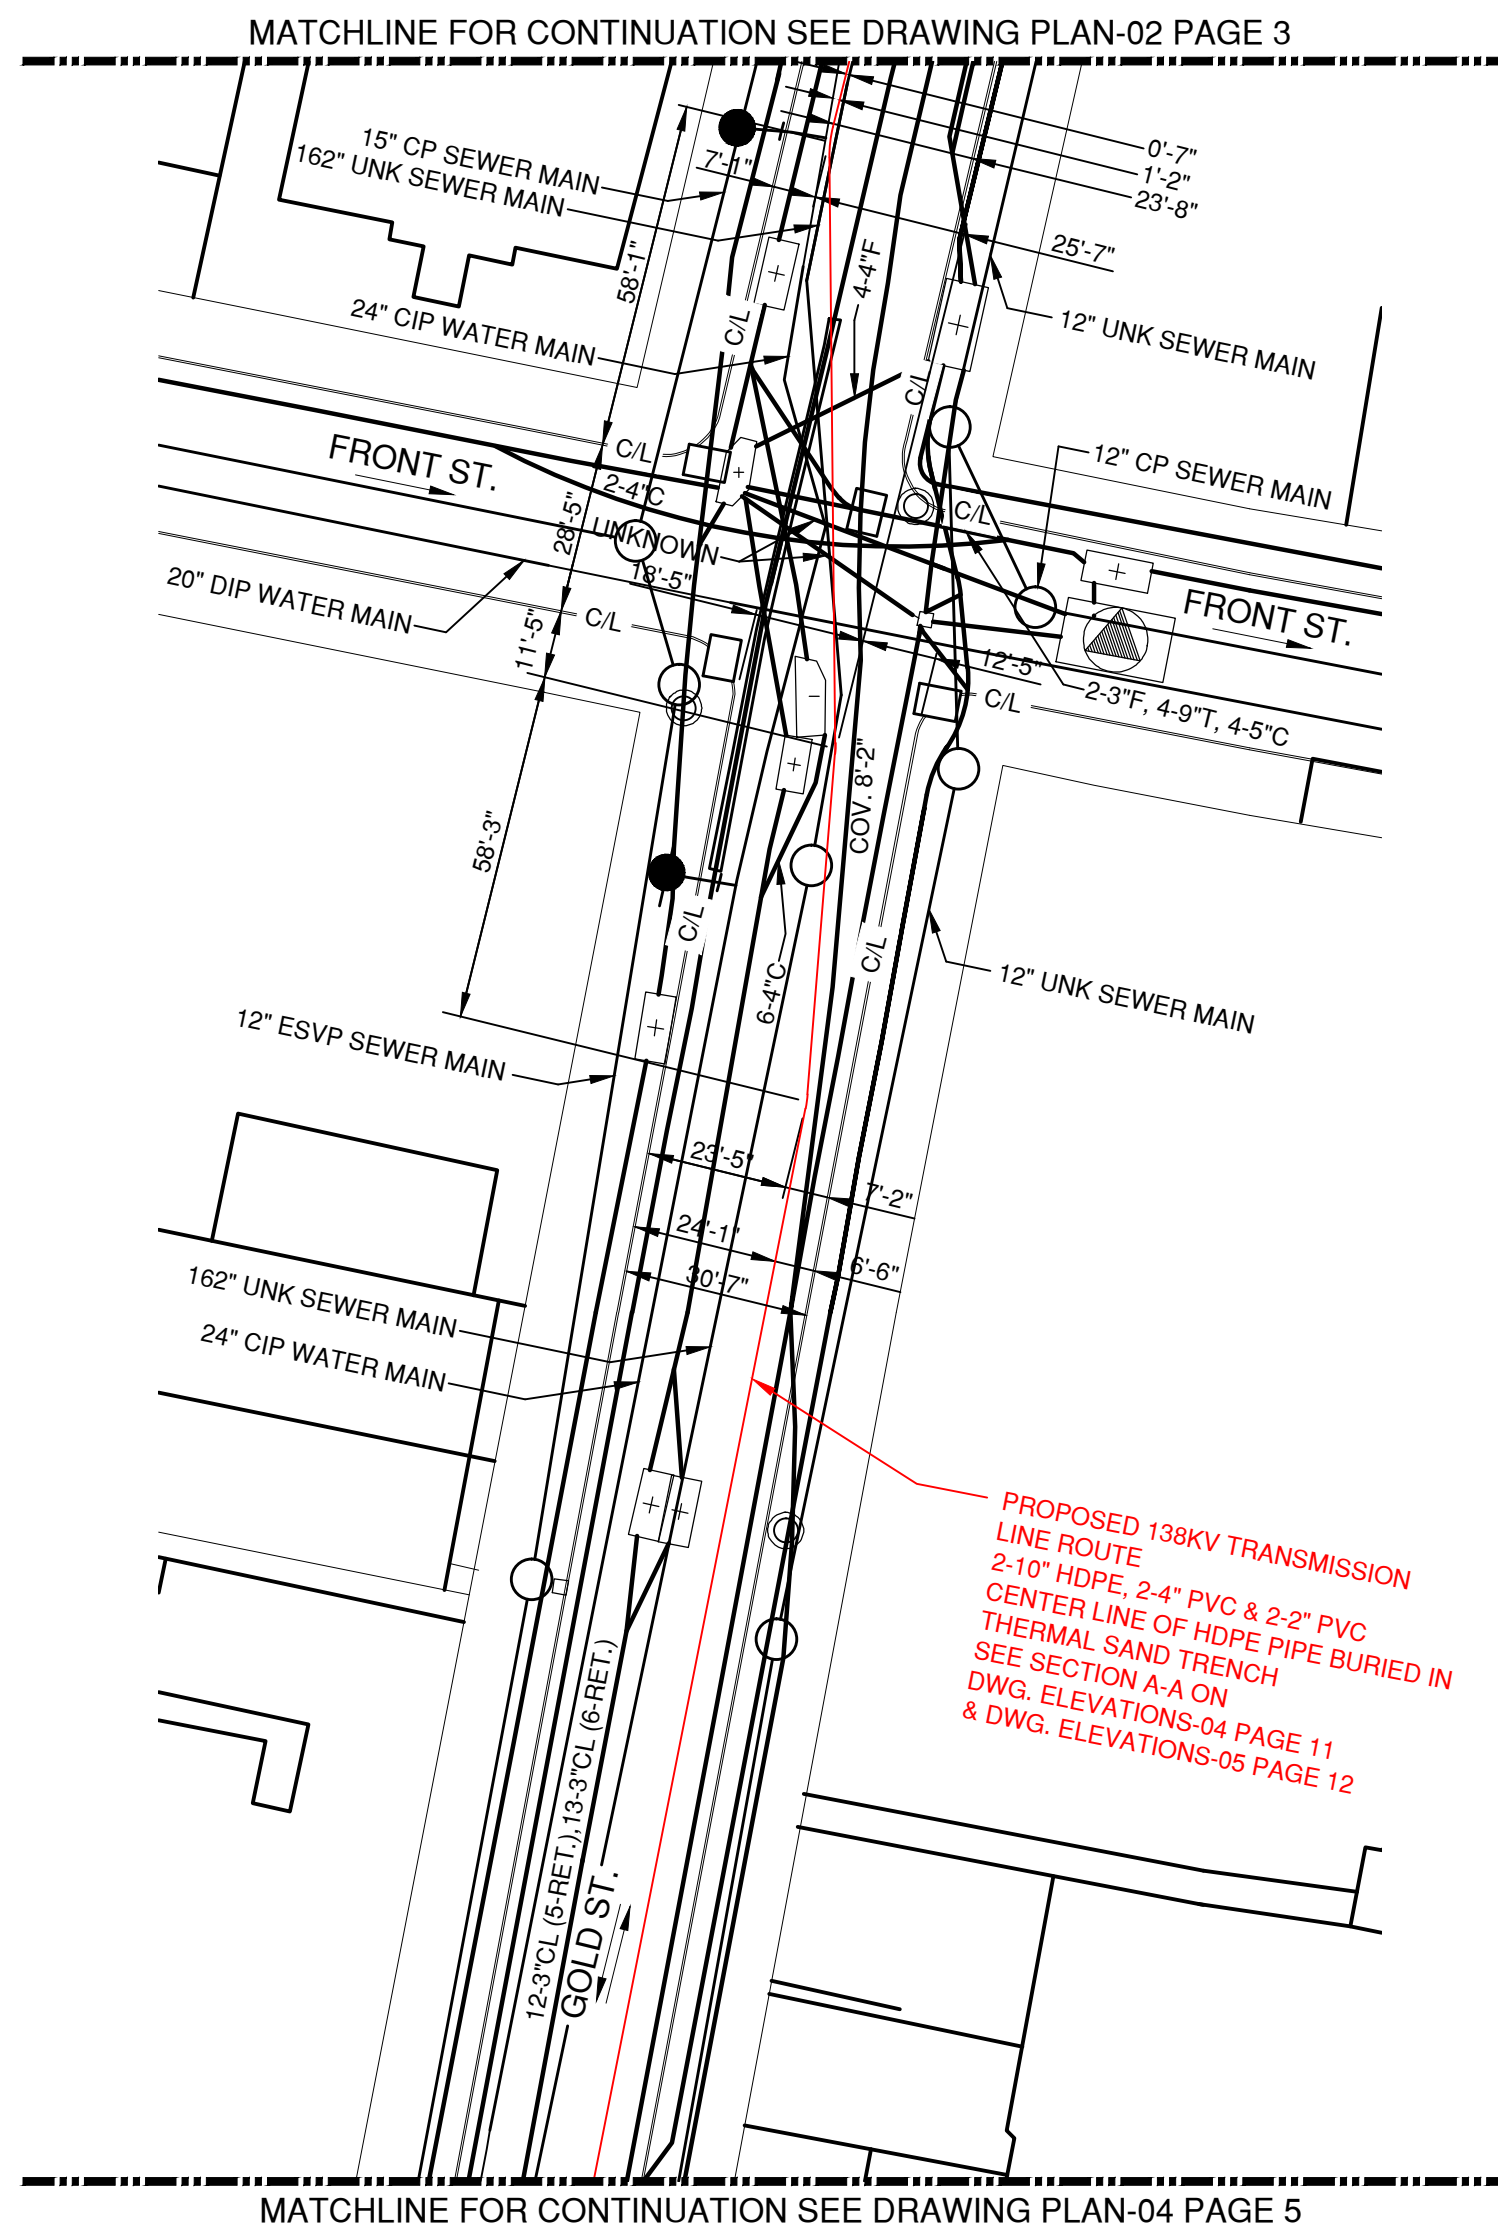 MATCHLINE FOR CONTINUATION SEE DRAWING PLAN-02 PAGE 3
15" CP SEWER MAIN
162" UNK SEWER MAIN
7'-1"
0'-7"
1'-2"
23'-8"
25'-7"
58'-1"
4-4"F
24" CIP WATER MAIN
C/L
12" UNK SEWER MAIN
C/L
FRONT ST.
C/L
2-4"C
12" CP SEWER MAIN
C/L
28'-5"
UNKNOWN
18'-5"
20" DIP WATER MAIN
C/L
11'-5"
FRONT ST.
12'-5"
C/L
2-3"F, 4-9"T, 4-5"C
COV. 8'-2"
58'-3"
C/L
C/L
6-4"C
12" UNK SEWER MAIN
12" ESVP SEWER MAIN
23'-5"
7'-2"
24'-1"
6'-6"
30'-7"
162" UNK SEWER MAIN
24" CIP WATER MAIN
PROPOSED 138KV TRANSMISSION
LINE ROUTE
2-10" HDPE, 2-4" PVC & 2-2" PVC
CENTER LINE OF HDPE PIPE BURIED IN
THERMAL SAND TRENCH
SEE SECTION A-A ON
DWG. ELEVATIONS-04 PAGE 11
& DWG. ELEVATIONS-05 PAGE 12
12-3"CL (5-RET.),13-3"CL (6-RET.)
GOLD ST.
MATCHLINE FOR CONTINUATION SEE DRAWING PLAN-04 PAGE 5